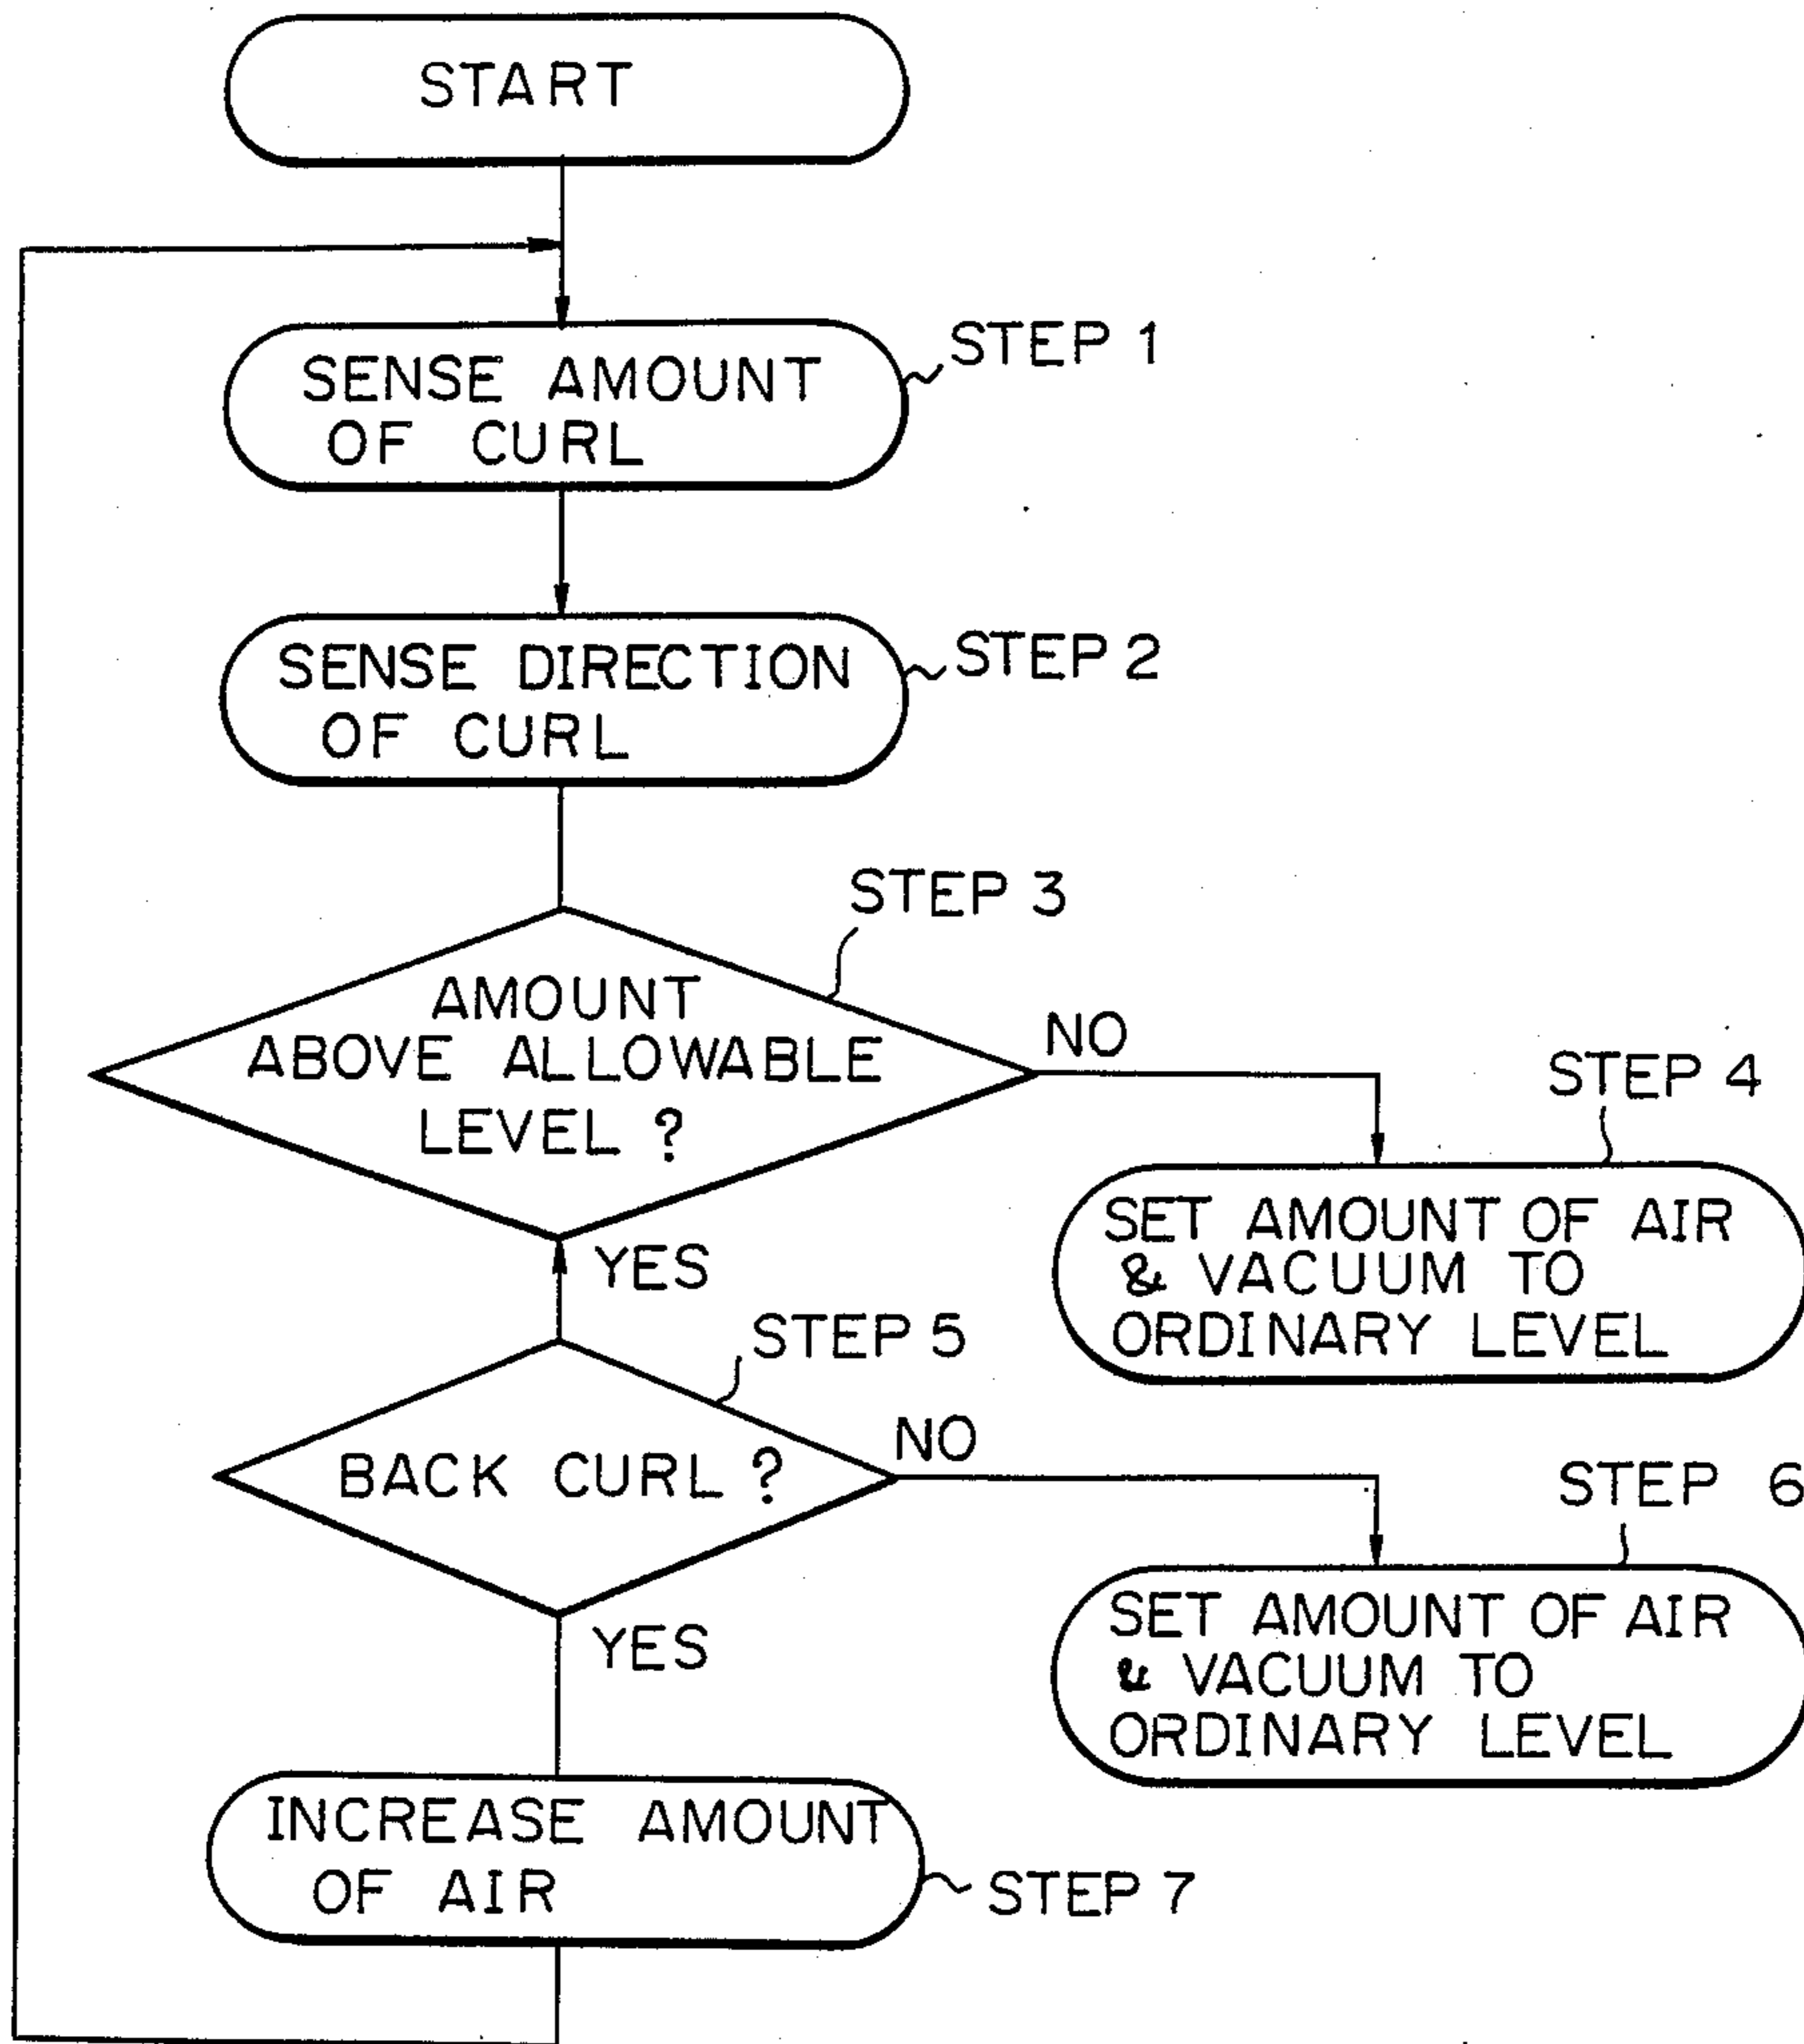 START
SENSE AMOUNT
OF CURL
STEP 1
SENSE DIRECTION
OF CURL
STEP 2
STEP 3
AMOUNT
ABOVE ALLOWABLE
LEVEL ?
NO
YES
STEP 4
SET AMOUNT OF AIR
& VACUUM TO
ORDINARY LEVEL
STEP 5
BACK CURL ?
NO
YES
STEP 6
SET AMOUNT OF AIR
& VACUUM TO
ORDINARY LEVEL
INCREASE AMOUNT
OF AIR
STEP 7